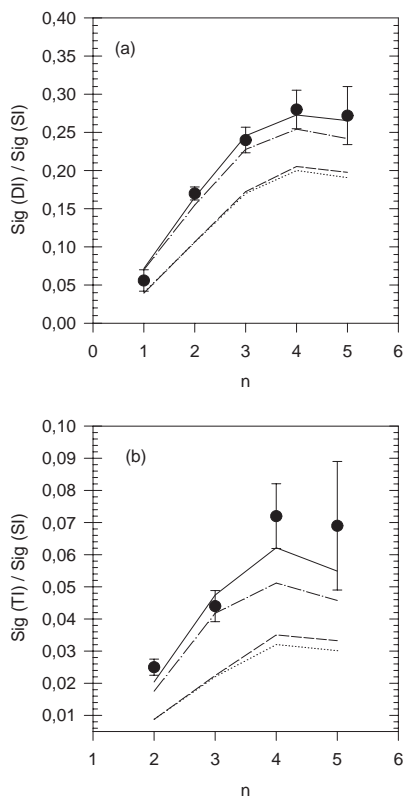 0,40
(a)
0,35
0,30
0,25
0,20
0,15
0,10
0,05
0,00
Sig (DI) / Sig (SI)
0 1 2 3 4 5 6
n
0,10
(b)
0,09
0,08
0,07
0,06
0,05
0,04
0,03
0,02
0,01
Sig (TI) / Sig (SI)
1 2 3 4 5 6
n